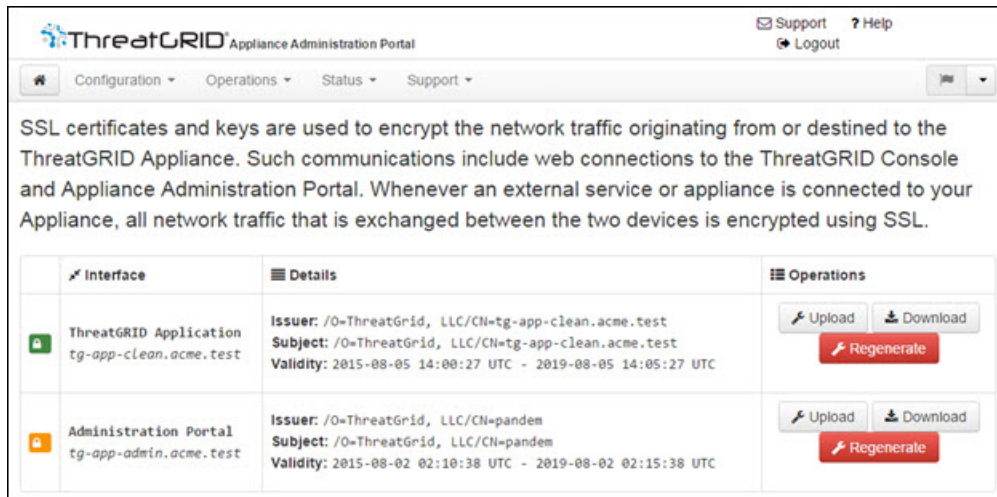 ThreatGRID® Appliance Administration Portal
Support ? Help
Logout
Configuration Operations Status Support
SSL certificates and keys are used to encrypt the network traffic originating from or destined to the
ThreatGRID Appliance. Such communications include web connections to the ThreatGRID Console
and Appliance Administration Portal. Whenever an external service or appliance is connected to your
Appliance, all network traffic that is exchanged between the two devices is encrypted using SSL.
Interface Details Operations
ThreatGRID Application
tg-app-clean.acme.test
Issuer: /O=ThreatGrid, LLC/CN=tg-app-clean.acme.test
Subject: /O=ThreatGrid, LLC/CN=tg-app-clean.acme.test
Validity: 2015-08-05 14:00:27 UTC - 2019-08-05 14:05:27 UTC
Upload Download
Regenerate
Administration Portal
tg-app-admin.acme.test
Issuer: /O=ThreatGrid, LLC/CN=pandem
Subject: /O=ThreatGrid, LLC/CN=pandem
Validity: 2015-08-02 02:10:38 UTC - 2019-08-02 02:15:38 UTC
Upload Download
Regenerate